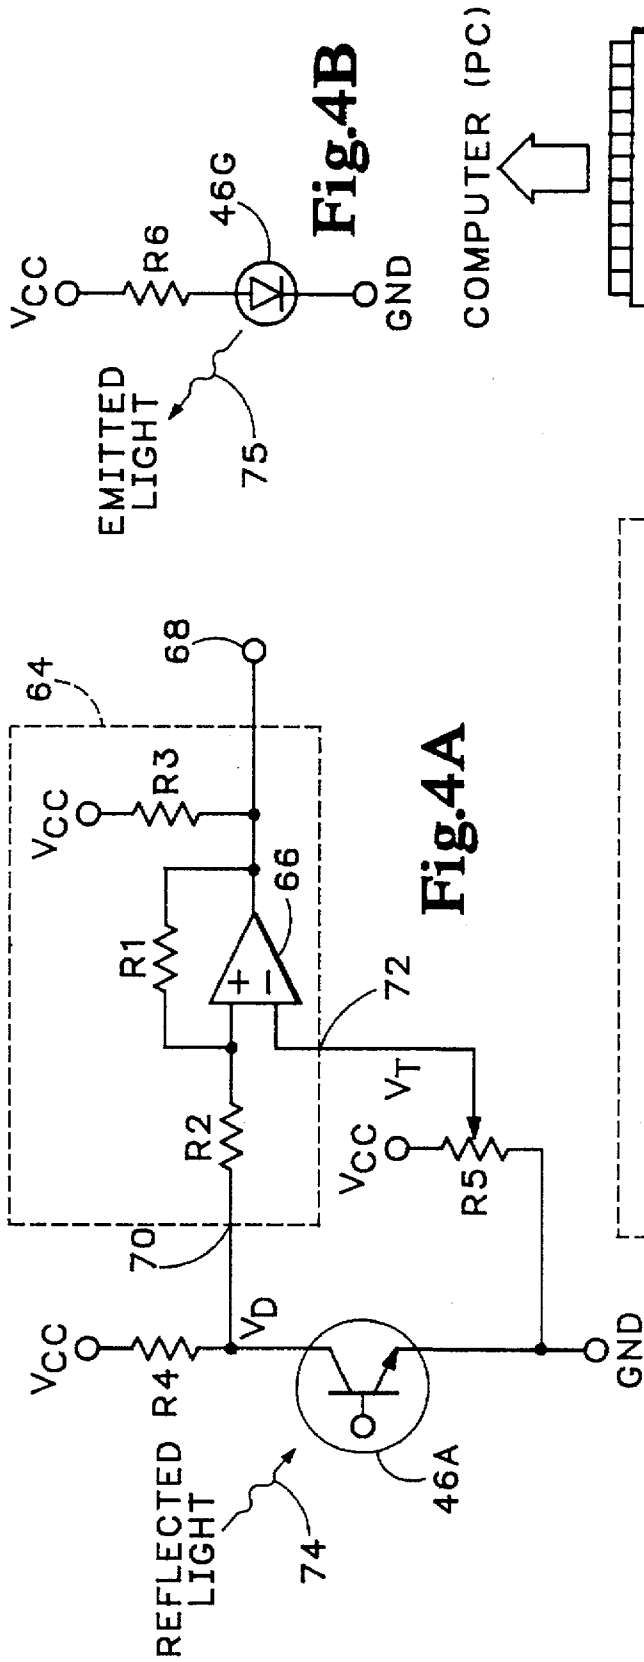 VCC
R4
REFLECTED
LIGHT
74
46A
VD
70
GND
VCC
R5
VT
72
R2
R1
+
−
66
VCC
R3
64
68
Fig.4A
EMITTED
LIGHT
75
VCC
R6
46G
GND
Fig.4B
COMPUTER (PC)